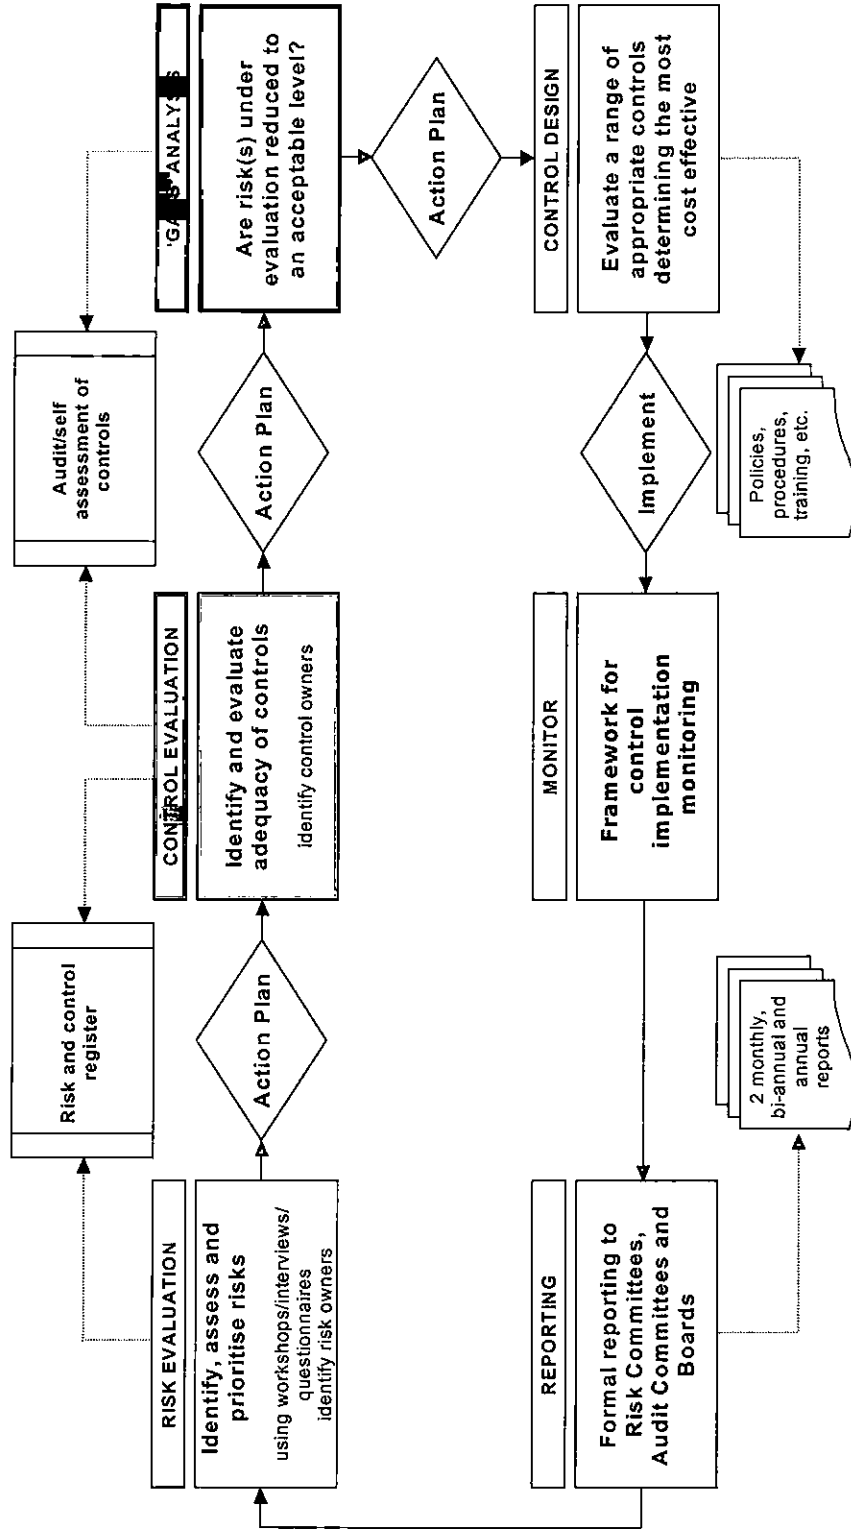 Risk and control
register
Audit/self
assessment of
controls
RISK EVALUATION
Identify, assess and
prioritise risks
using workshops/interviews/
questionnaires
identify risk owners
Action Plan
CONTROL EVALUATION
Identify and evaluate
adequacy of controls
identify control owners
Action Plan
'GAPS' ANALYSIS
Are risk(s) under
evaluation reduced to
an acceptable level?
Action Plan
CONTROL DESIGN
Evaluate a range of
appropriate controls
determining the most
cost effective
Policies,
procedures,
training, etc.
Implement
MONITOR
Framework for
control
implementation
monitoring
REPORTING
Formal reporting to
Risk Committees,
Audit Committees and
Boards
2 monthly,
bi-annual and
annual
reports